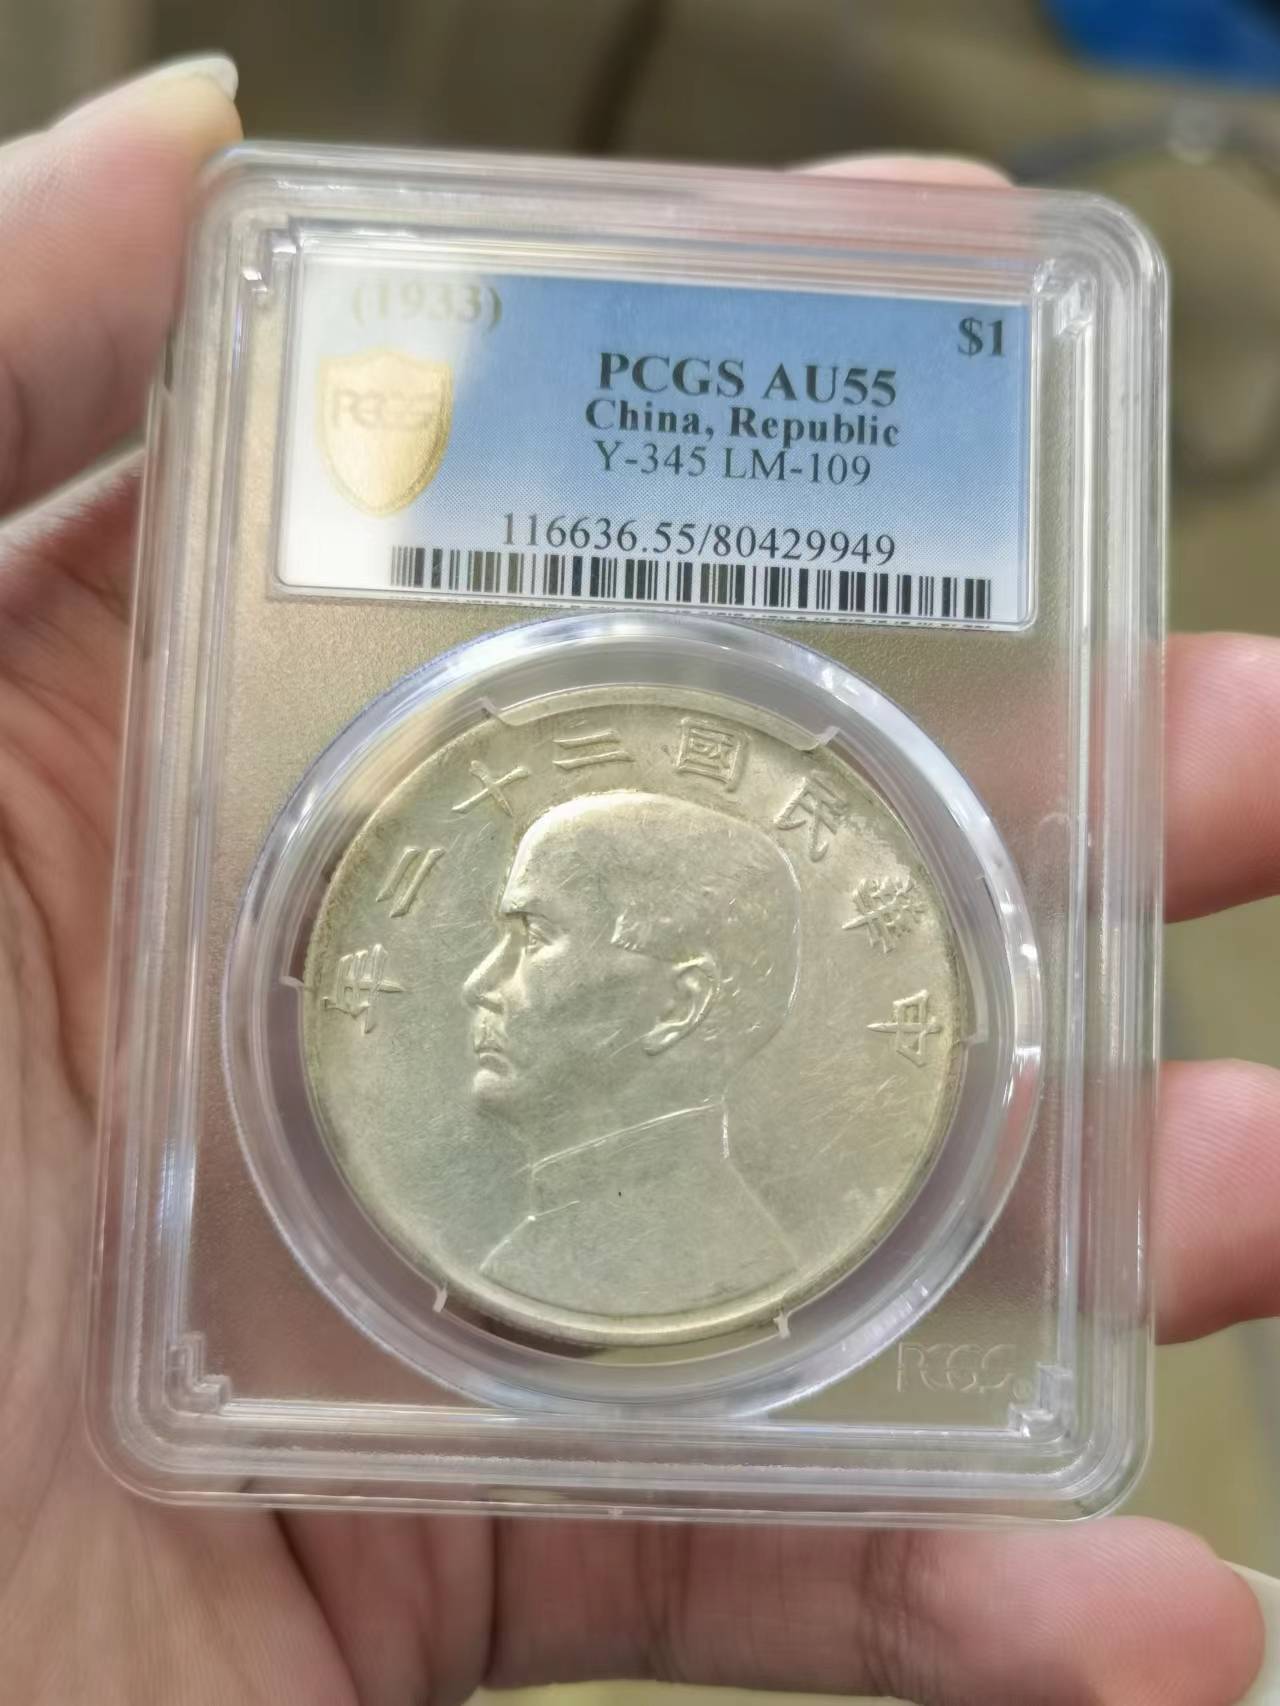 (1933)
$1
PCGS
PCGS AU55
China, Republic
Y-345 LM-109
116636.55/80429949
年二十二國民華中
PCGS